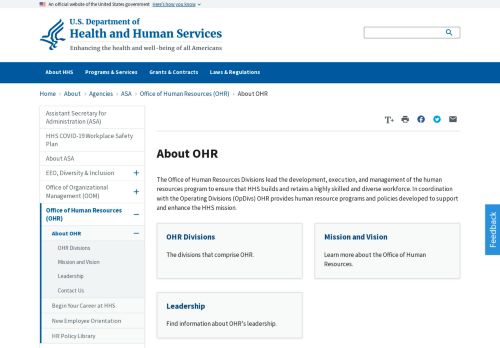 An official website of the United States government Here's how you know
U.S. Department of
Health and Human Services
Enhancing the health and well-being of all Americans
About HHS Programs & Services Grants & Contracts Laws & Regulations
Home About Agencies ASA Office of Human Resources (OHR) About OHR
Assistant Secretary for
Administration (ASA)
HHS COVID-19 Workplace Safety
Plan
About ASA
EEO, Diversity & Inclusion
Office of Organizational
Management (OOM)
Office of Human Resources
(OHR)
About OHR
OHR Divisions
Mission and Vision
Leadership
Contact Us
Begin Your Career at HHS
New Employee Orientation
HR Policy Library
T+
About OHR
The Office of Human Resources Divisions lead the development, execution, and management of the human
resources program to ensure that HHS builds and retains a highly skilled and diverse workforce. In coordination
with the Operating Divisions (OpDivs) OHR provides human resource programs and policies developed to support
and enhance the HHS mission.
OHR Divisions
The divisions that comprise OHR.
Mission and Vision
Learn more about the Office of Human
Resources.
Leadership
Find information about OHR's leadership.
Feedback